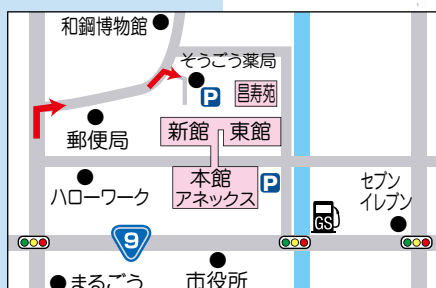 和鋼博物館
そうごう薬局
P
昌寿苑
郵便局
新館
東館
ハローワーク
本館
アネックス
P
セブン
イレブン
GS
9
まるごう
市役所